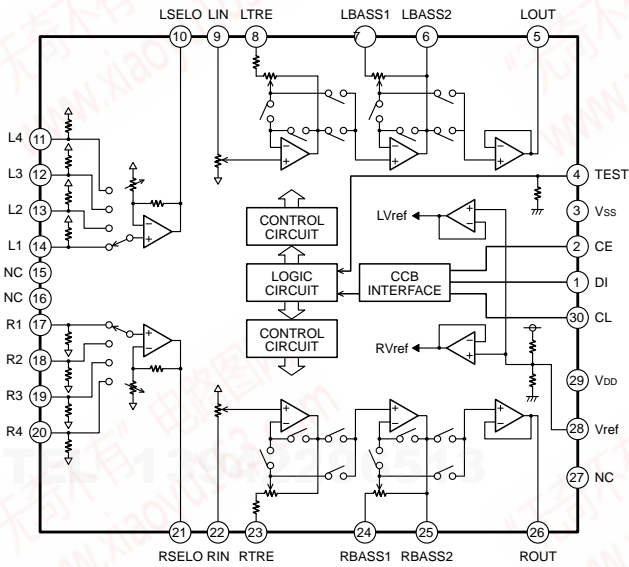 LSELO LIN LTRE LBASS1 LBASS2 LOUT
10 9 8 7 6 5
L4 11
L3 12
L2 13
L1 14
NC 15
NC 16
R1 17
R2 18
R3 19
R4 20
4 TEST
3 Vss
2 CE
1 DI
30 CL
29 VDD
28 Vref
27 NC
CONTROL
CIRCUIT
LVref
LOGIC
CIRCUIT
CCB
INTERFACE
CONTROL
CIRCUIT
RVref
21 22 23 24 25 26
RSELO RIN RTRE RBASS1 RBASS2 ROUT